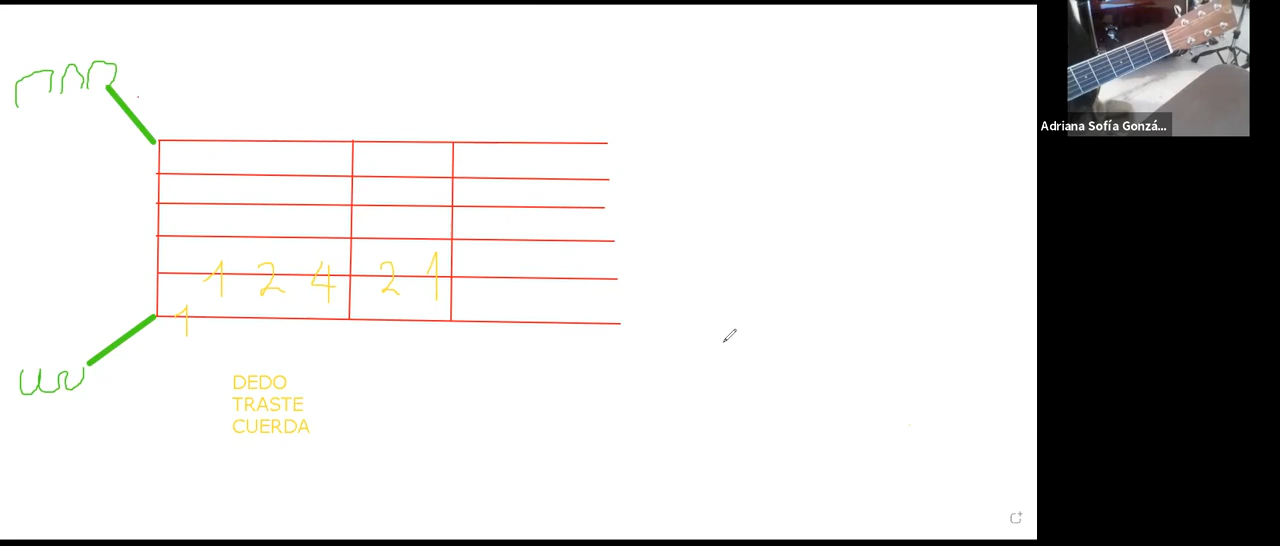 Adriana Sofía Gonzá...
1 2 4 2 1
1
DEDO
TRASTE
CUERDA